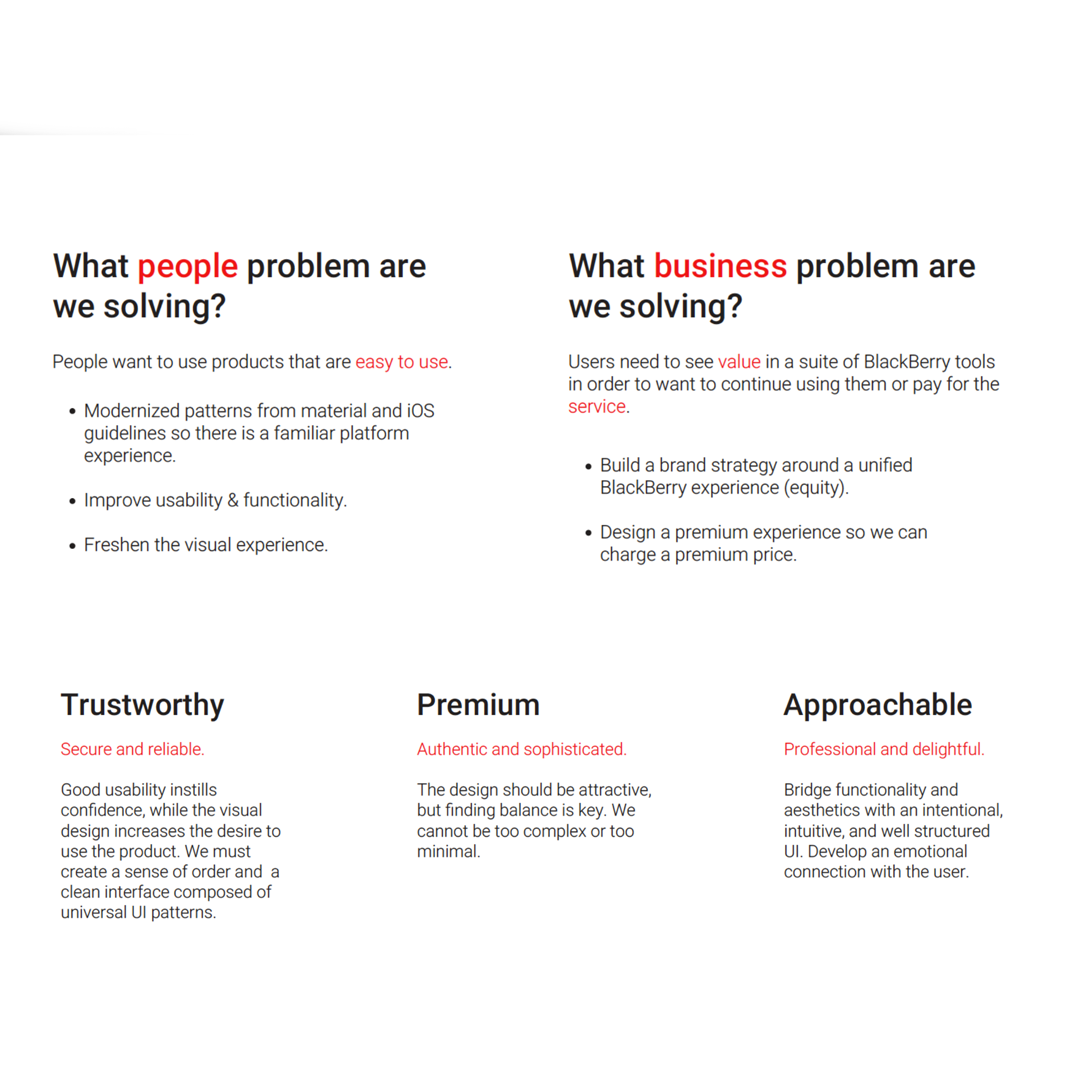 What people problem are
we solving?
People want to use products that are easy to use.
• Modernized patterns from material and iOS
guidelines so there is a familiar platform
experience.
• Improve usability & functionality.
• Freshen the visual experience.
What business problem are
we solving?
Users need to see value in a suite of BlackBerry tools
in order to want to continue using them or pay for the
service.
• Build a brand strategy around a unified
BlackBerry experience (equity).
• Design a premium experience so we can
charge a premium price.
Trustworthy
Secure and reliable.
Good usability instills
confidence, while the visual
design increases the desire to
use the product. We must
create a sense of order and  a
clean interface composed of
universal UI patterns.
Premium
Authentic and sophisticated.
The design should be attractive,
but finding balance is key. We
cannot be too complex or too
minimal.
Approachable
Professional and delightful.
Bridge functionality and
aesthetics with an intentional,
intuitive, and well structured
UI. Develop an emotional
connection with the user.